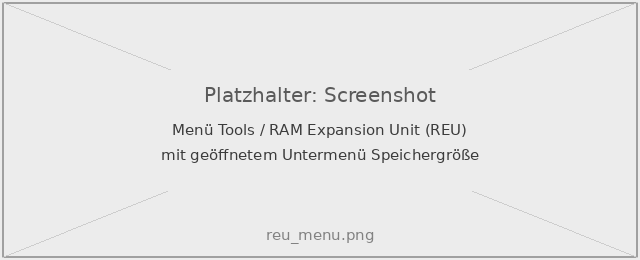 Platzhalter: Screenshot
Menü Tools / RAM Expansion Unit (REU)
mit geöffnetem Untermenü Speichergröße
reu_menu.png